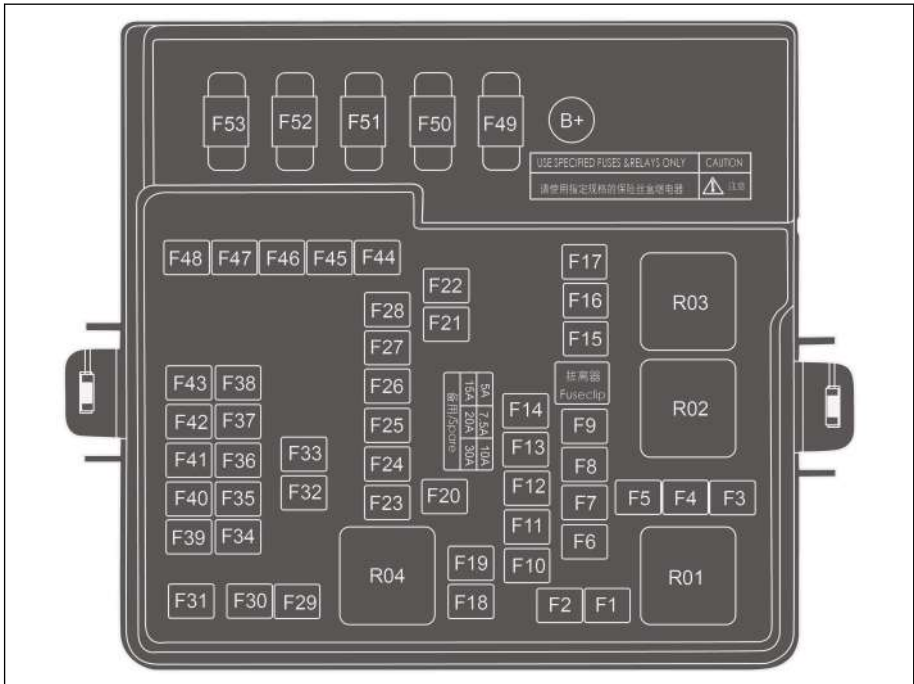 F53 F52 F51 F50 F49 B+
USE SPECIFIED FUSES &RELAYS ONLY CAUTION
请使用指定规格的保险丝盒继电器 注意
F48 F47 F46 F45 F44
F17
F22
F16
R03
F28
F21
F15
F27
F43 F38
F26
5A 7.5A 10A
15A 20A 30A
备用/Spare
拔离器
Fuseclip
R02
F14
F42 F37
F25
F9
F33
F13
F41 F36
F24
F8
F32
F20
F12
F40 F35
F23
F7
F5 F4 F3
F39 F34
F11
F6
R04
F19
F10
R01
F31 F30 F29
F18
F2 F1